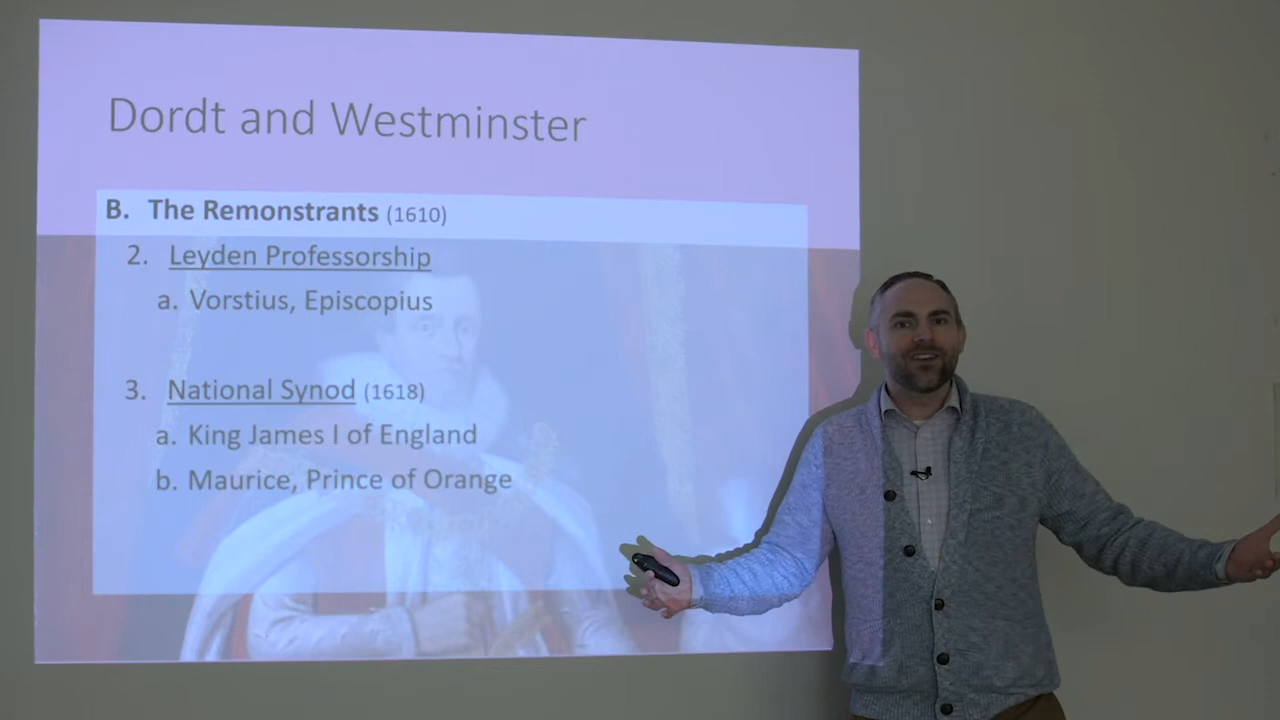 Dordt and Westminster
B. The Remonstrants (1610)
2. Leyden Professorship
a. Vorstius, Episcopius
3. National Synod (1618)
a. King James I of England
b. Maurice, Prince of Orange